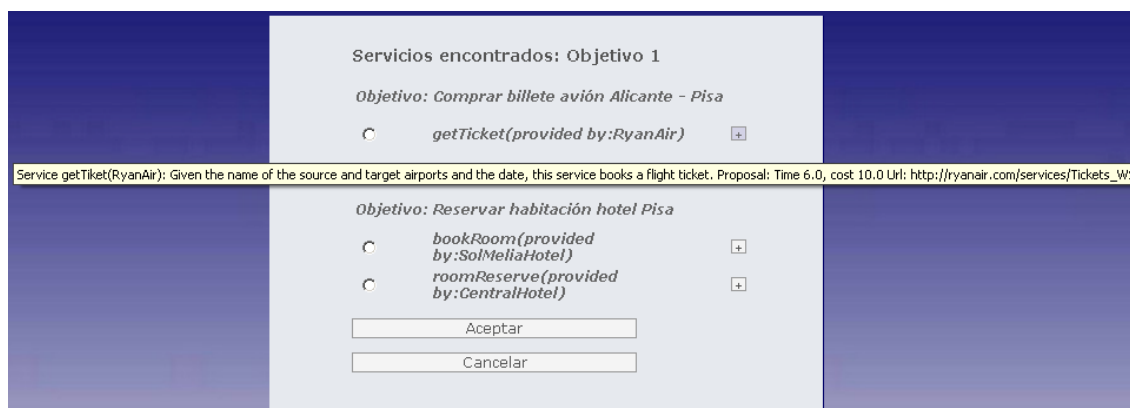 Servicios encontrados: Objetivo 1
Objetivo: Comprar billete avión Alicante - Pisa
getTicket(provided by:RyanAir)
+
Service getTiket(RyanAir): Given the name of the source and target airports and the date, this service books a flight ticket. Proposal: Time 6.0, cost 10.0 Url: http://ryanair.com/services/Tickets_WS
Objetivo: Reservar habitación hotel Pisa
bookRoom(provided
by:SolMeliaHotel)
+
roomReserve(provided
by:CentralHotel)
+
Aceptar
Cancelar